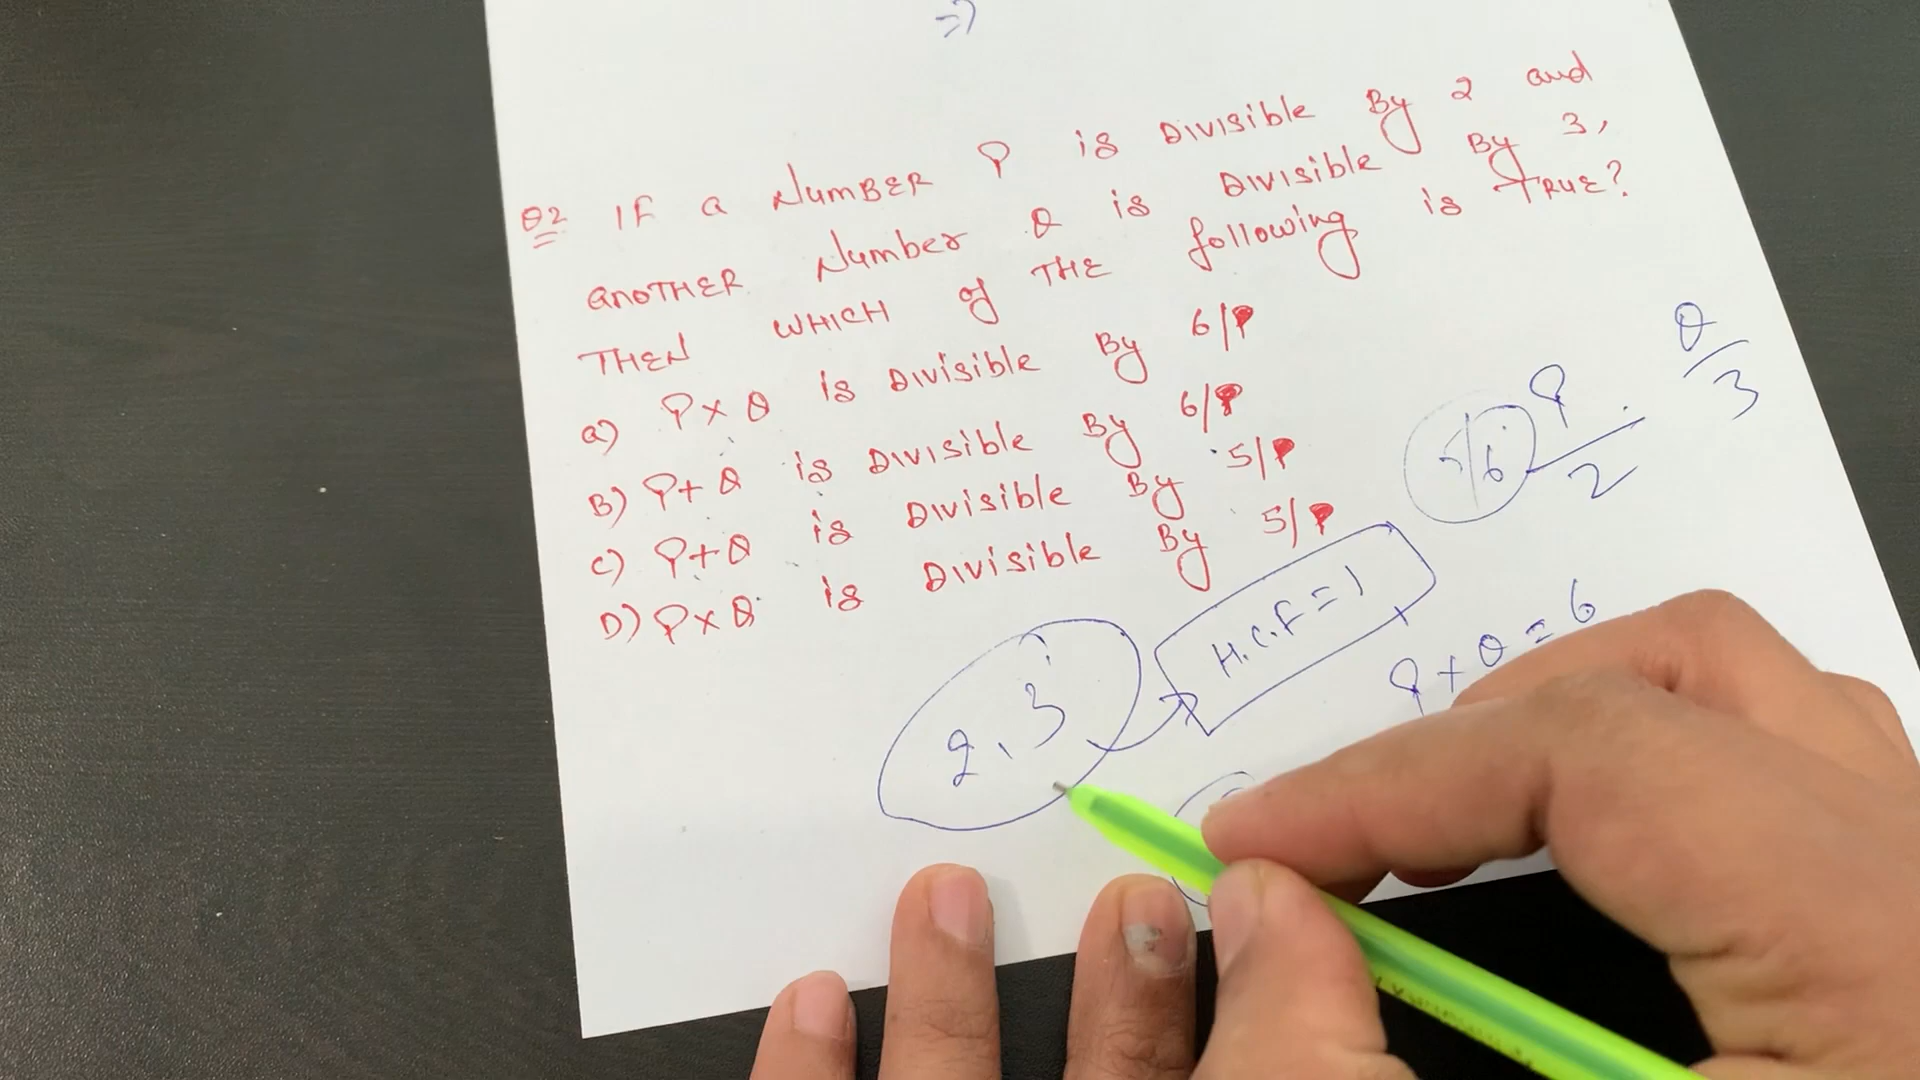 =)
Q2 IF a NumBER P is DIVISIBLE By 2 and
anOTHER Number Q is DIVISIBLE By 3,
THEN WHICH of THE following is TRUE?
a) P x Q is DIVISIBLE By 6/P
B) P+ Q is DIVISIBLE By 6/P
C) P+Q is DIVISIBLE By 5/P
D) P x Q is DIVISIBLE By 5/P
Q
3
5/6 P
2
2, 3
H.C.F = 1
P + Q = 6